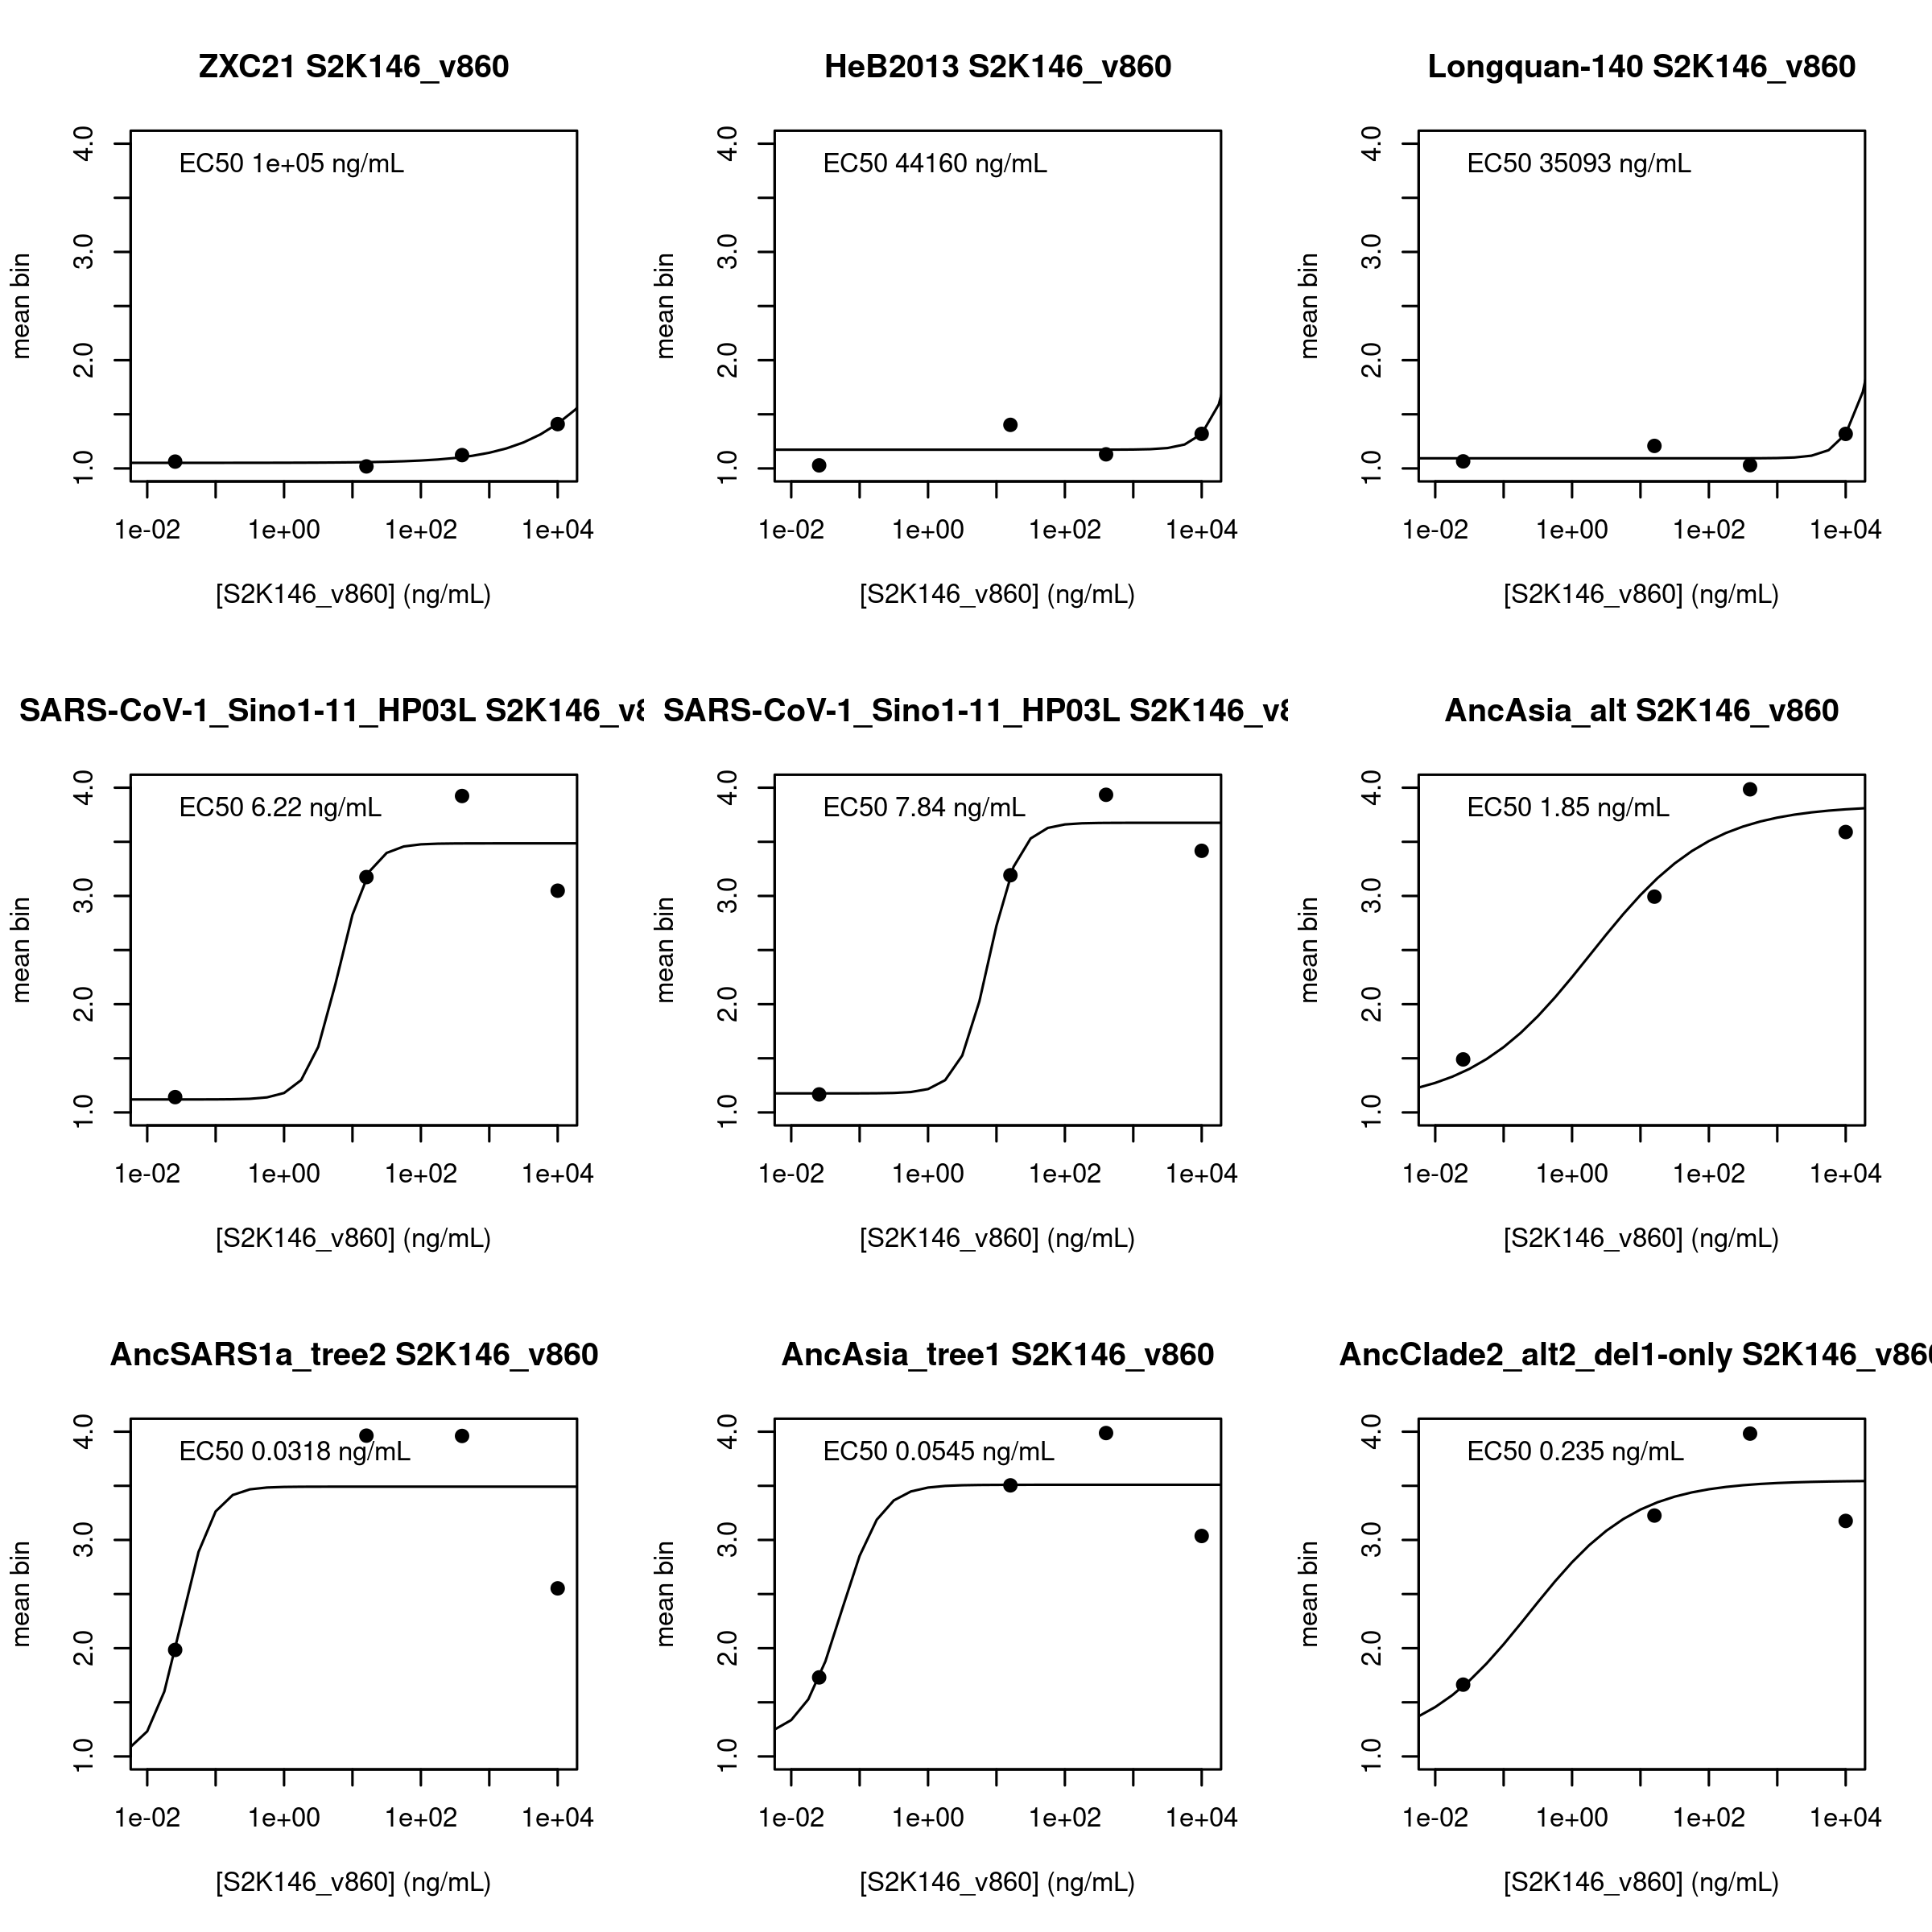 ZXC21 S2K146_v860
EC50 1e+05 ng/mL
mean bin
1.0 2.0 3.0 4.0
1e-02 1e+00 1e+02 1e+04
[S2K146_v860] (ng/mL)
HeB2013 S2K146_v860
EC50 44160 ng/mL
mean bin
1.0 2.0 3.0 4.0
1e-02 1e+00 1e+02 1e+04
[S2K146_v860] (ng/mL)
Longquan-140 S2K146_v860
EC50 35093 ng/mL
mean bin
1.0 2.0 3.0 4.0
1e-02 1e+00 1e+02 1e+04
[S2K146_v860] (ng/mL)
SARS-CoV-1_Sino1-11_HP03L S2K146_v8
EC50 6.22 ng/mL
mean bin
1.0 2.0 3.0 4.0
1e-02 1e+00 1e+02 1e+04
[S2K146_v860] (ng/mL)
SARS-CoV-1_Sino1-11_HP03L S2K146_v8
EC50 7.84 ng/mL
mean bin
1.0 2.0 3.0 4.0
1e-02 1e+00 1e+02 1e+04
[S2K146_v860] (ng/mL)
AncAsia_alt S2K146_v860
EC50 1.85 ng/mL
mean bin
1.0 2.0 3.0 4.0
1e-02 1e+00 1e+02 1e+04
[S2K146_v860] (ng/mL)
AncSARS1a_tree2 S2K146_v860
EC50 0.0318 ng/mL
mean bin
1.0 2.0 3.0 4.0
1e-02 1e+00 1e+02 1e+04
[S2K146_v860] (ng/mL)
AncAsia_tree1 S2K146_v860
EC50 0.0545 ng/mL
mean bin
1.0 2.0 3.0 4.0
1e-02 1e+00 1e+02 1e+04
[S2K146_v860] (ng/mL)
AncClade2_alt2_del1-only S2K146_v860
EC50 0.235 ng/mL
mean bin
1.0 2.0 3.0 4.0
1e-02 1e+00 1e+02 1e+04
[S2K146_v860] (ng/mL)